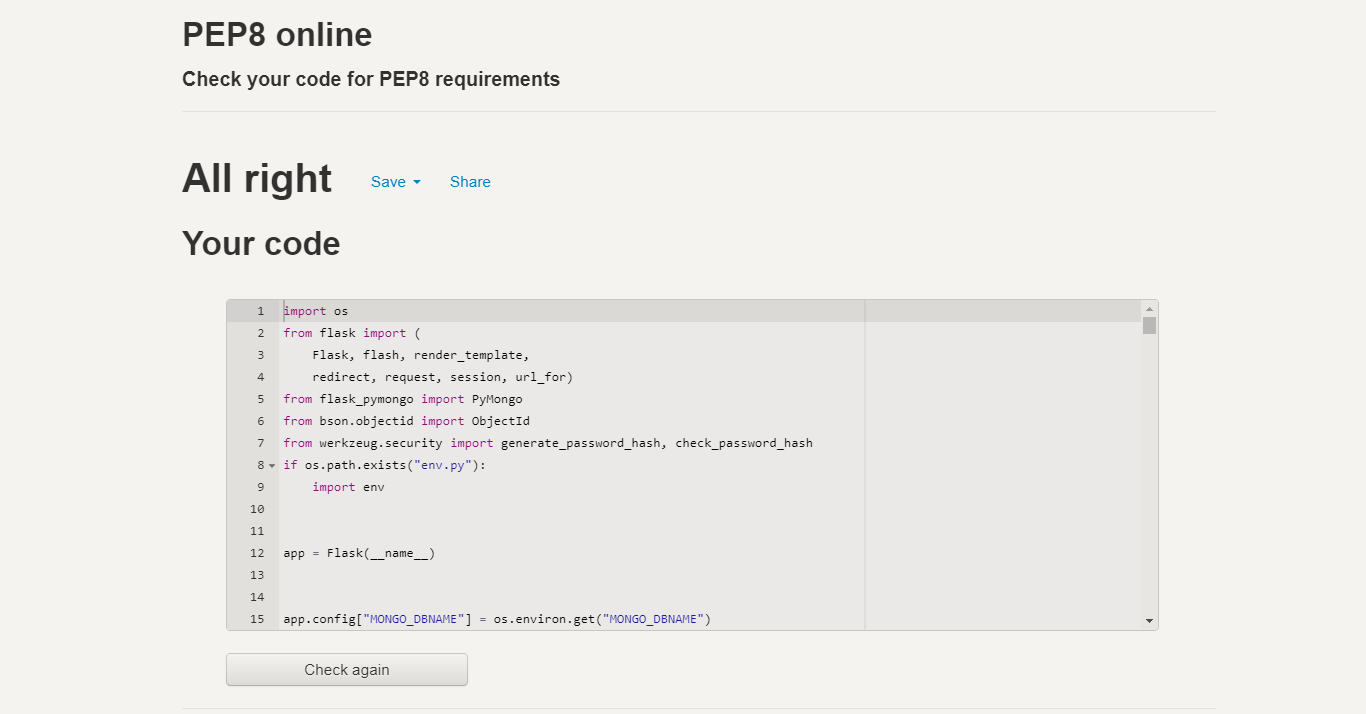 PEP8 online
Check your code for PEP8 requirements
All right Save Share
Your code
1 import os
2 from flask import (
3     Flask, flash, render_template,
4     redirect, request, session, url_for)
5 from flask_pymongo import PyMongo
6 from bson.objectid import ObjectId
7 from werkzeug.security import generate_password_hash, check_password_hash
8 if os.path.exists("env.py"):
9     import env
10
11
12 app = Flask(__name__)
13
14
15 app.config["MONGO_DBNAME"] = os.environ.get("MONGO_DBNAME")
Check again